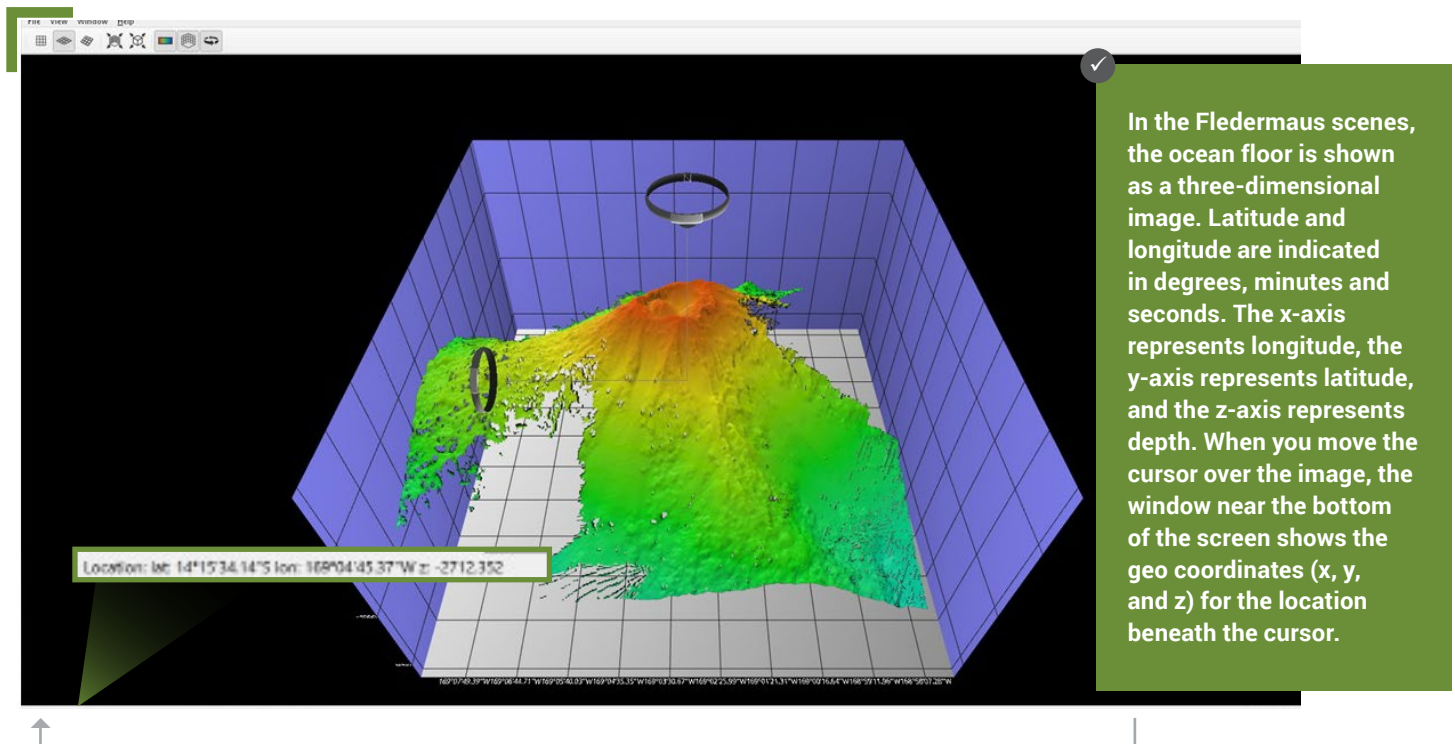 File View Window Help
In the Fledermaus scenes,
the ocean floor is shown
as a three-dimensional
image. Latitude and
longitude are indicated
in degrees, minutes and
seconds. The x-axis
represents longitude, the
y-axis represents latitude,
and the z-axis represents
depth. When you move the
cursor over the image, the
window near the bottom
of the screen shows the
geo coordinates (x, y,
and z) for the location
beneath the cursor.
N
Location: lat: 14°15'34.14"S lon: 169°04'45.37"W z: -2712.352